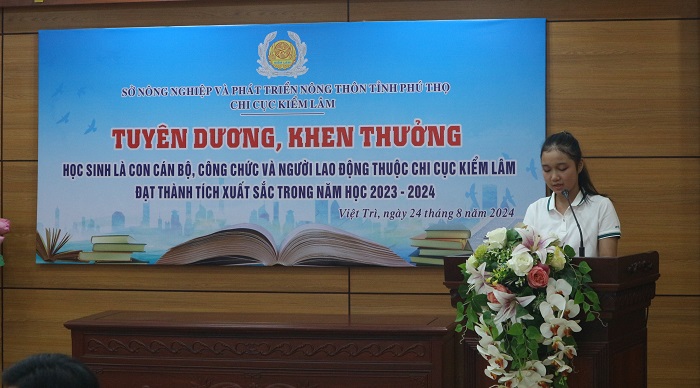 SỞ NÔNG NGHIỆP VÀ PHÁT TRIỂN NÔNG THÔN TỈNH PHÚ THỌ
CHI CỤC KIỂM LÂM
TUYÊN DƯƠNG, KHEN THƯỞNG
HỌC SINH LÀ CON CÁN BỘ, CÔNG CHỨC VÀ NGƯỜI LAO ĐỘNG THUỘC CHI CỤC KIỂM LÂM
ĐẠT THÀNH TÍCH XUẤT SẮC TRONG NĂM HỌC 2023 - 2024
Việt Trì, ngày 24 tháng 8 năm 2024